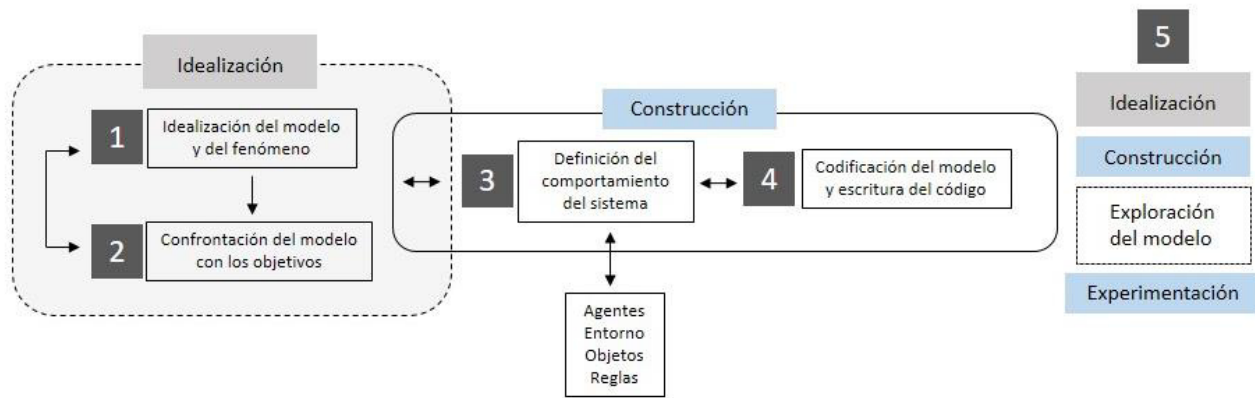 Idealización
1
Idealización del modelo
y del fenómeno
2
Confrontación del modelo
con los objetivos
Construcción
3
Definición del
comportamiento
del sistema
4
Codificación del modelo
y escritura del código
Agentes
Entorno
Objetos
Reglas
5
Idealización
Construcción
Exploración
del modelo
Experimentación